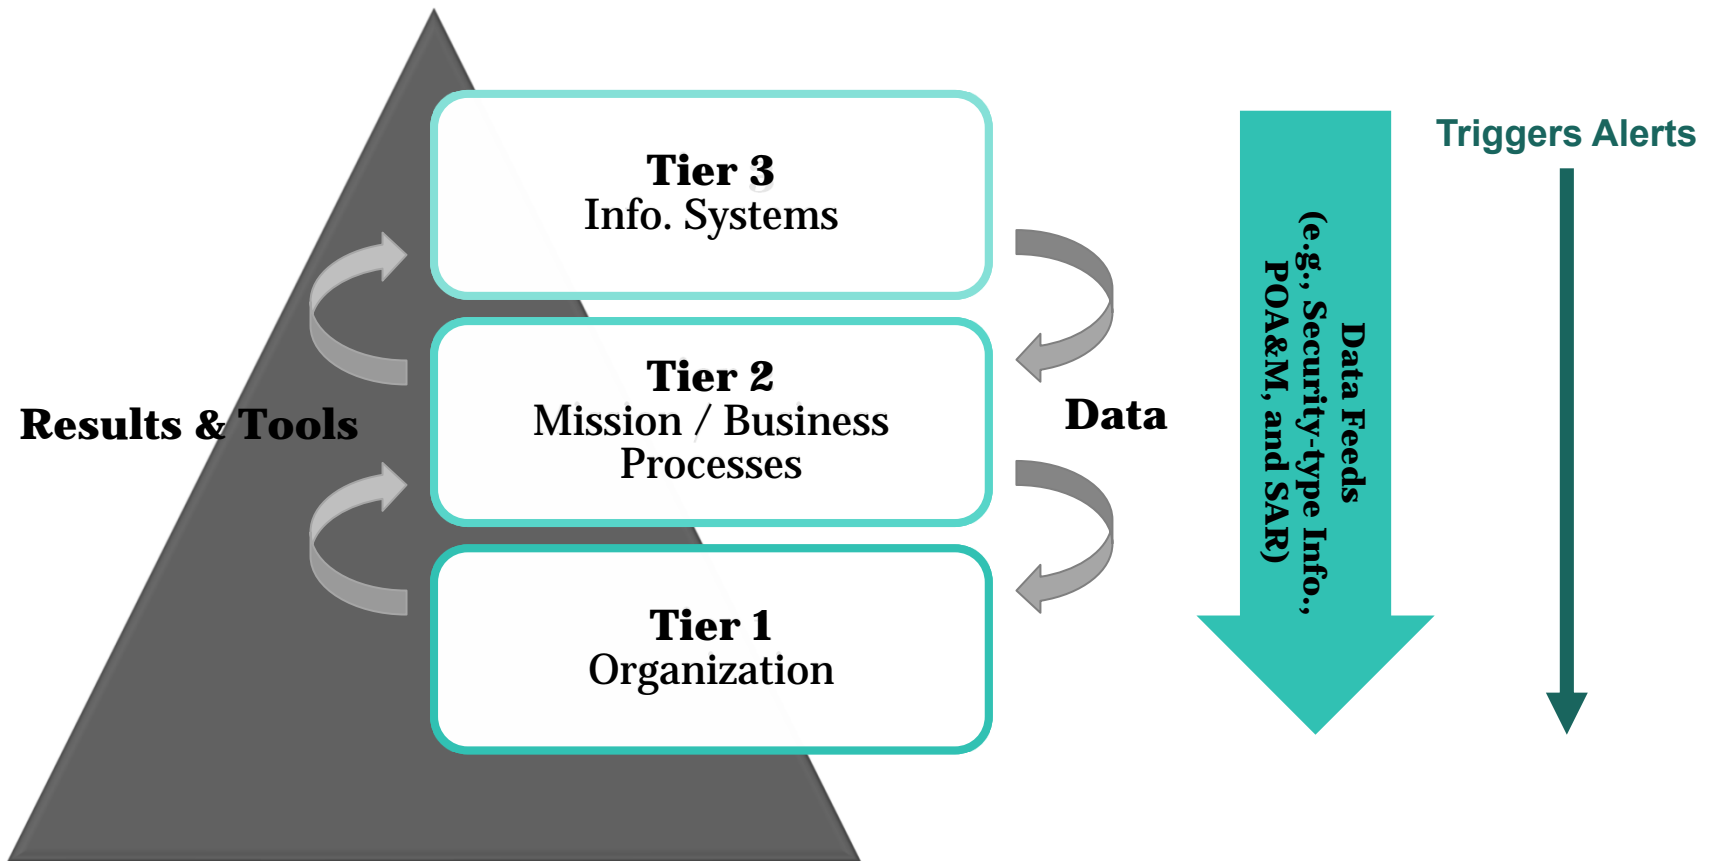 Tier 3
Info. Systems
Tier 2
Mission / Business
Processes
Tier 1
Organization
Results & Tools
Data
Data Feeds
(e.g., Security-type Info.,
POA&M, and SAR)
Triggers Alerts